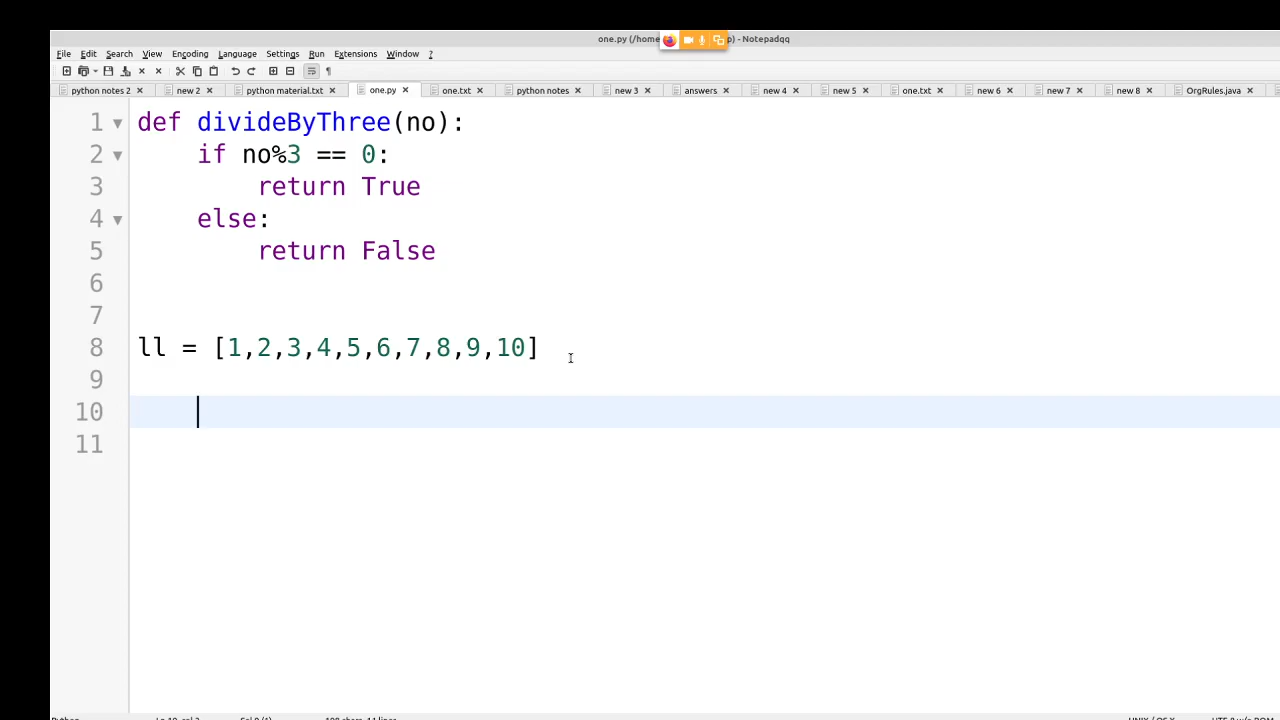 one.py (/home p) - Notepadqq
File Edit Search View Encoding Language Settings Run Extensions Window ?
python notes 2 new 2 python material.txt one.py one.txt python notes new 3 answers new 4 new 5 one.txt new 6 new 7 new 8 OrgRules.java
1 def divideByThree(no):
2 if no%3 == 0:
3 return True
4 else:
5 return False
6
7
8 ll = [1,2,3,4,5,6,7,8,9,10]
9
10
11